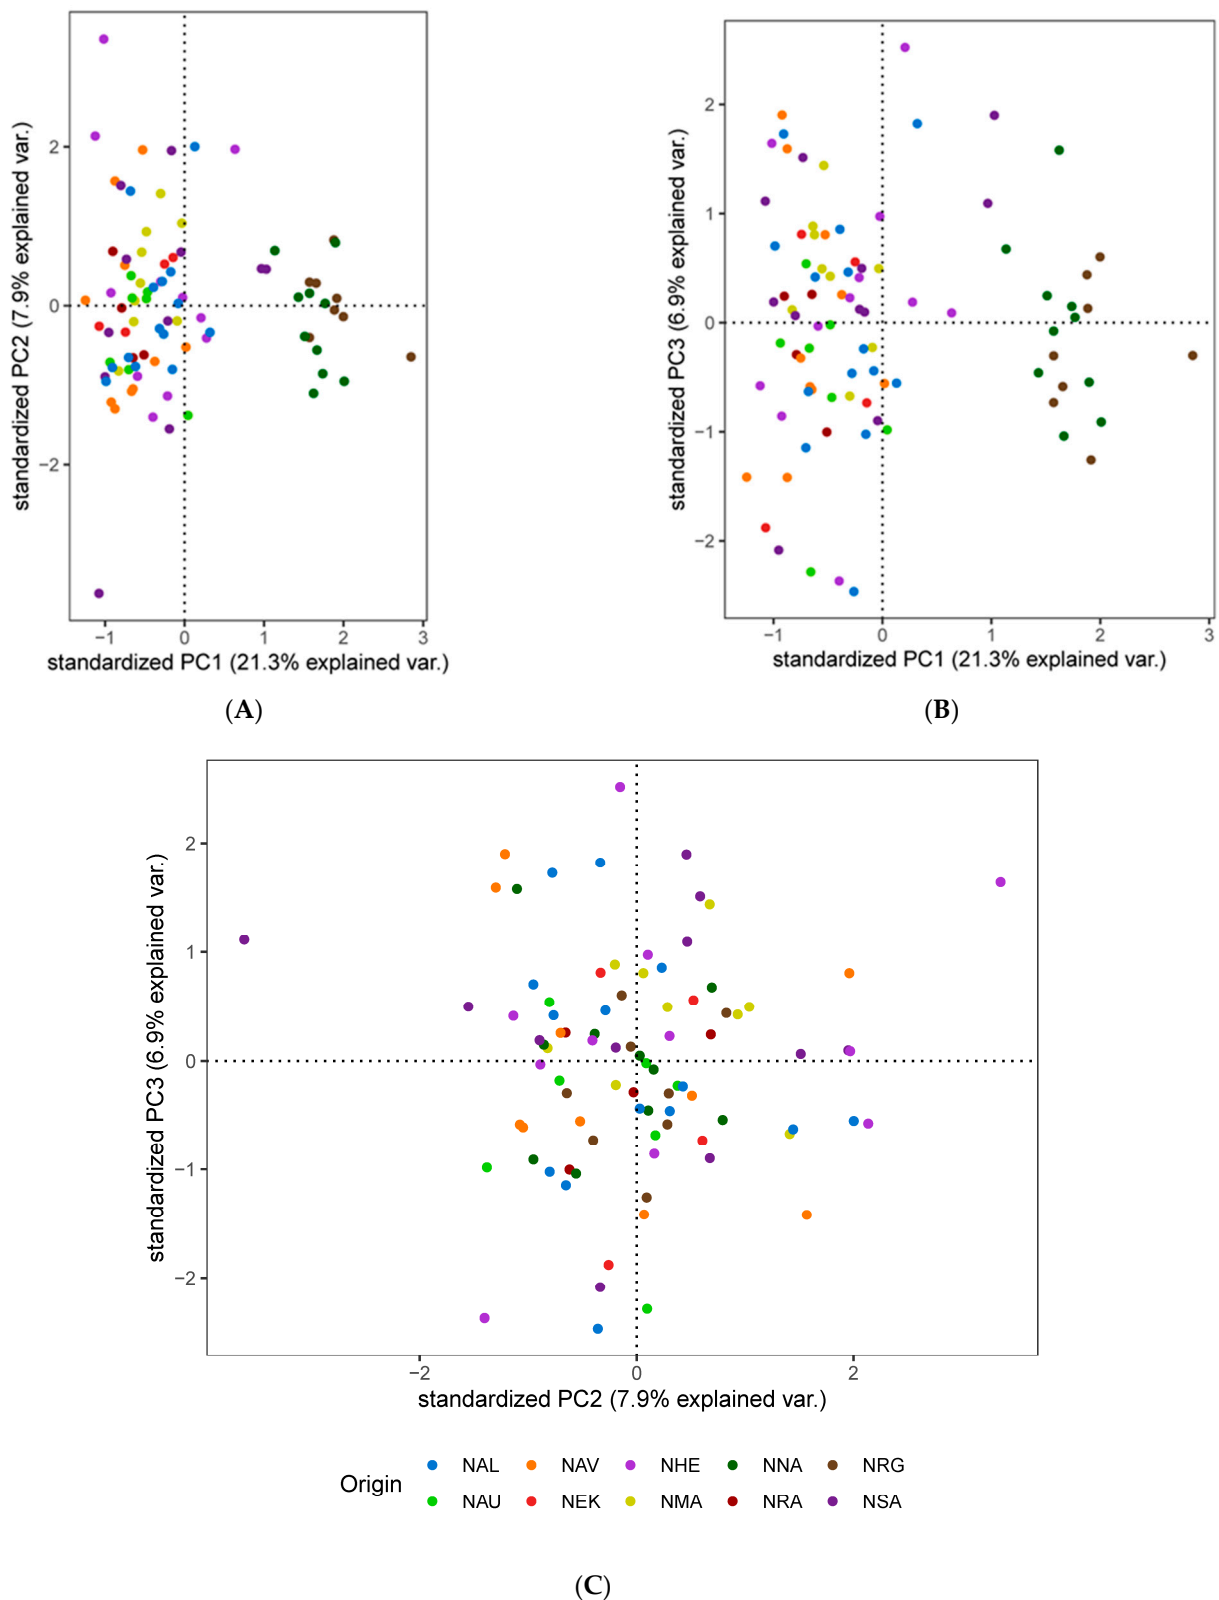 2
0
−2
standardized PC2 (7.9% explained var.)
−1 0 1 2 3
standardized PC1 (21.3% explained var.)
(A)
2
1
0
−1
−2
standardized PC3 (6.9% explained var.)
−1 0 1 2 3
standardized PC1 (21.3% explained var.)
(B)
2
1
0
−1
−2
standardized PC3 (6.9% explained var.)
−2 0 2
standardized PC2 (7.9% explained var.)
Origin
NAL NAV NHE NNA NRG
NAU NEK NMA NRA NSA
(C)